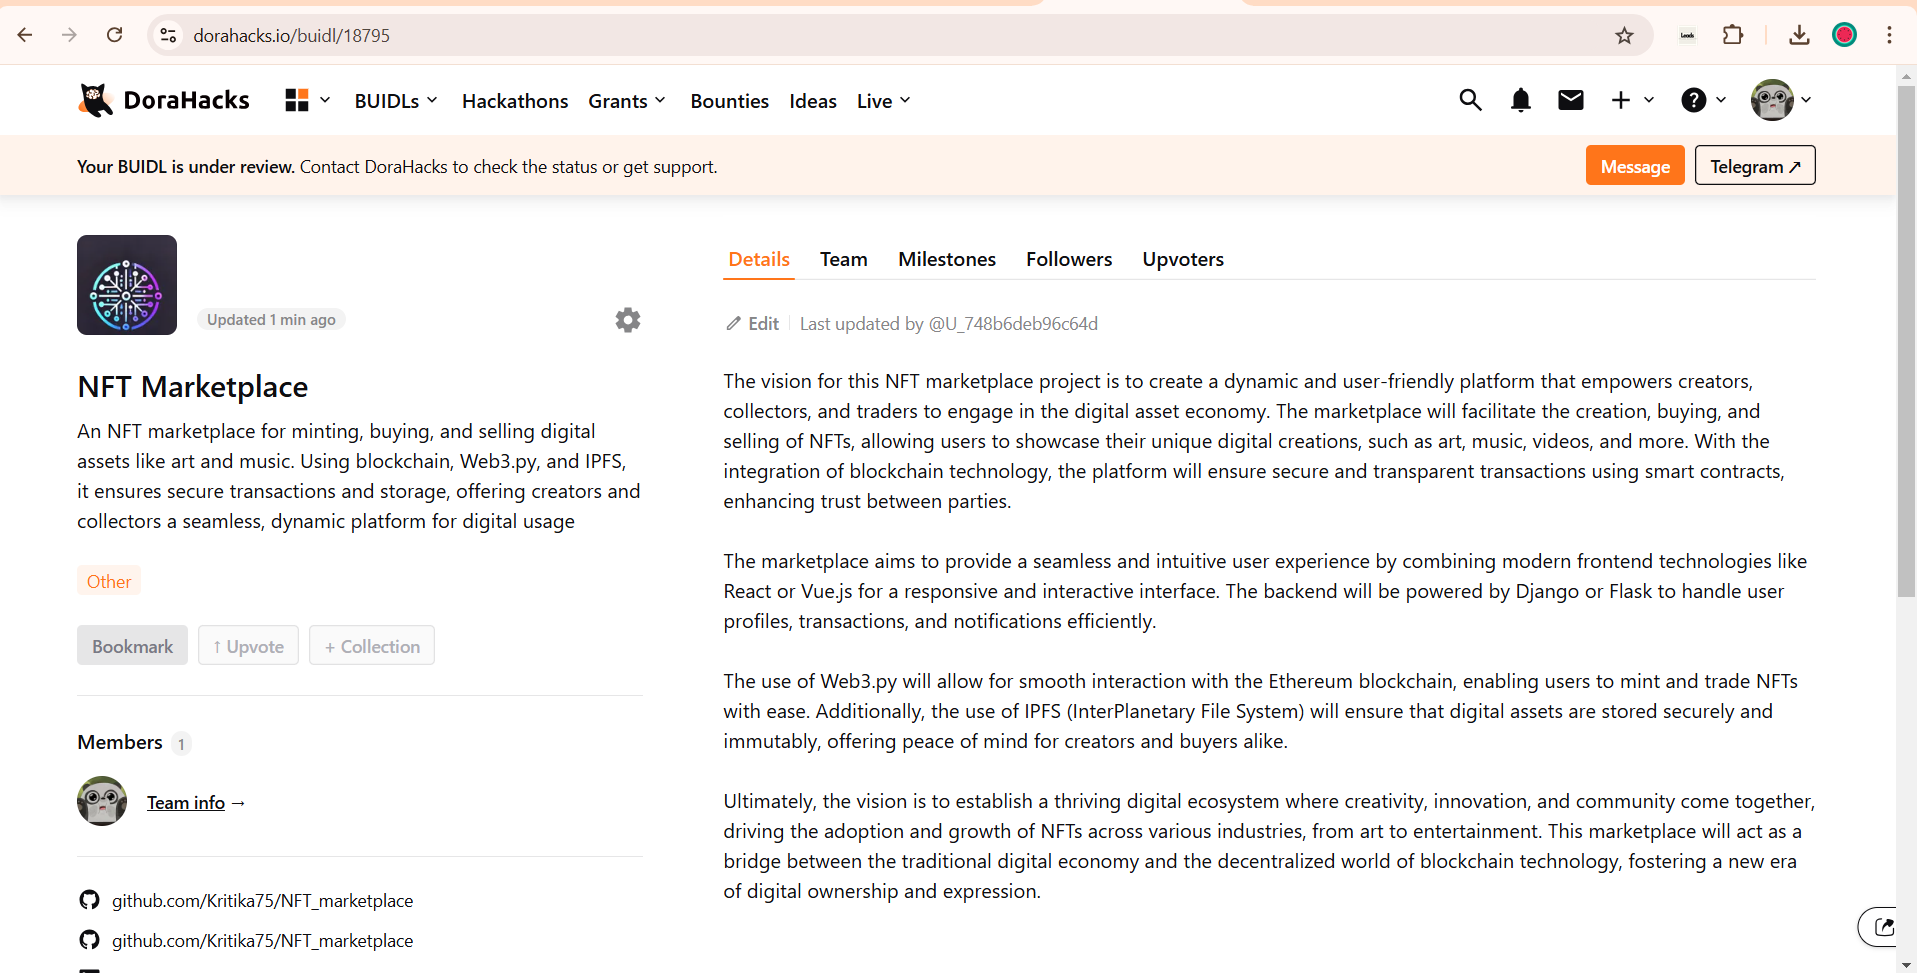 dorahacks.io/buidl/18795
DoraHacks
BUIDLs
Hackathons
Grants
Bounties
Ideas
Live
Your BUIDL is under review. Contact DoraHacks to check the status or get support.
Message
Telegram ↗
Updated 1 min ago
NFT Marketplace
An NFT marketplace for minting, buying, and selling digital
assets like art and music. Using blockchain, Web3.py, and IPFS,
it ensures secure transactions and storage, offering creators and
collectors a seamless, dynamic platform for digital usage
Other
Bookmark
↑ Upvote
+ Collection
Members 1
Team info →
github.com/Kritika75/NFT_marketplace
github.com/Kritika75/NFT_marketplace
Details
Team
Milestones
Followers
Upvoters
Edit
Last updated by @U_748b6deb96c64d
The vision for this NFT marketplace project is to create a dynamic and user-friendly platform that empowers creators,
collectors, and traders to engage in the digital asset economy. The marketplace will facilitate the creation, buying, and
selling of NFTs, allowing users to showcase their unique digital creations, such as art, music, videos, and more. With the
integration of blockchain technology, the platform will ensure secure and transparent transactions using smart contracts,
enhancing trust between parties.
The marketplace aims to provide a seamless and intuitive user experience by combining modern frontend technologies like
React or Vue.js for a responsive and interactive interface. The backend will be powered by Django or Flask to handle user
profiles, transactions, and notifications efficiently.
The use of Web3.py will allow for smooth interaction with the Ethereum blockchain, enabling users to mint and trade NFTs
with ease. Additionally, the use of IPFS (InterPlanetary File System) will ensure that digital assets are stored securely and
immutably, offering peace of mind for creators and buyers alike.
Ultimately, the vision is to establish a thriving digital ecosystem where creativity, innovation, and community come together,
driving the adoption and growth of NFTs across various industries, from art to entertainment. This marketplace will act as a
bridge between the traditional digital economy and the decentralized world of blockchain technology, fostering a new era
of digital ownership and expression.